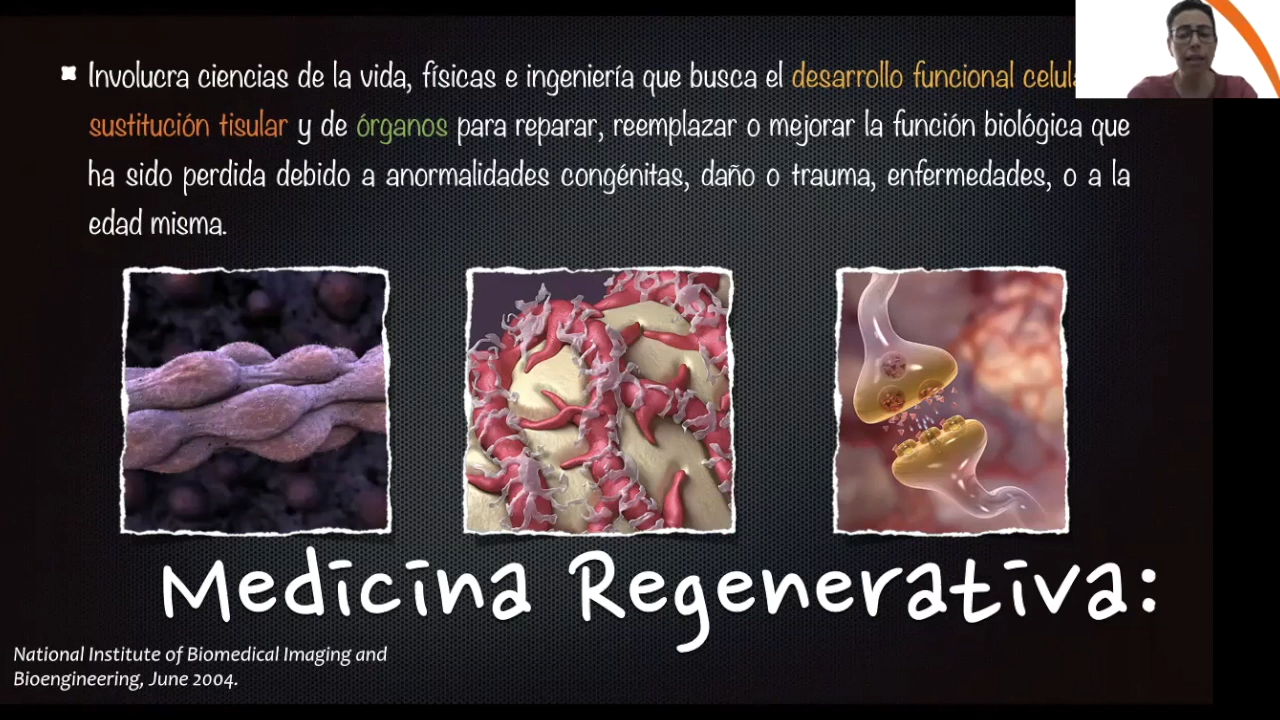 Involucra ciencias de la vida, físicas e ingeniería que busca el desarrollo funcional
sustitución tisular y de órganos para reparar, reemplazar o mejorar la función biológica que
ha sido perdida debido a anormalidades congénitas, daño o trauma, enfermedades, o a la
edad misma.
Medicina Regenerativa:
National Institute of Biomedical Imaging and
Bioengineering, June 2004.